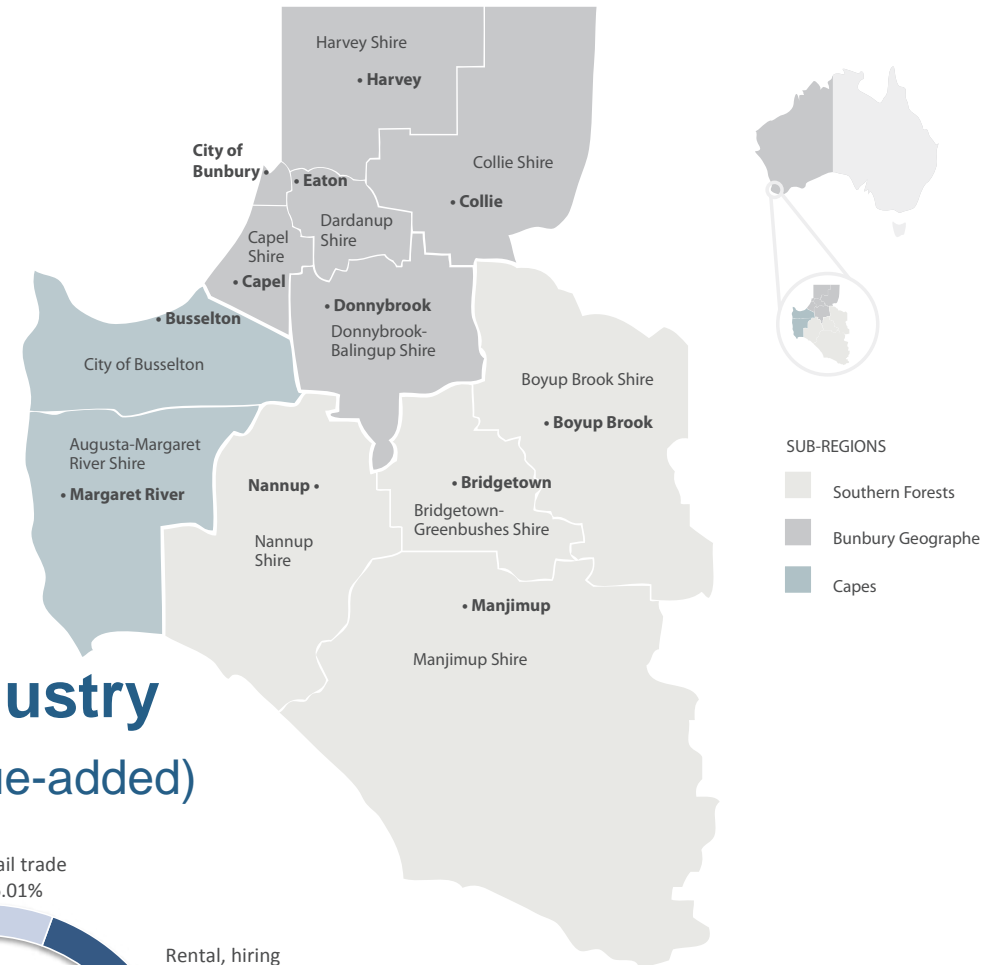 Harvey Shire
• Harvey
City of
Bunbury •
• Eaton
Collie Shire
• Collie
Dardanup
Shire
Capel
Shire
• Capel
• Donnybrook
Donnybrook-
Balingup Shire
• Busselton
City of Busselton
Boyup Brook Shire
• Boyup Brook
Augusta-Margaret
River Shire
• Margaret River
Nannup •
Nannup
Shire
• Bridgetown
Bridgetown-
Greenbushes Shire
• Manjimup
Manjimup Shire
SUB-REGIONS
Southern Forests
Bunbury Geographe
Capes
ustry
e-added)
ail trade
.01%
Rental, hiring